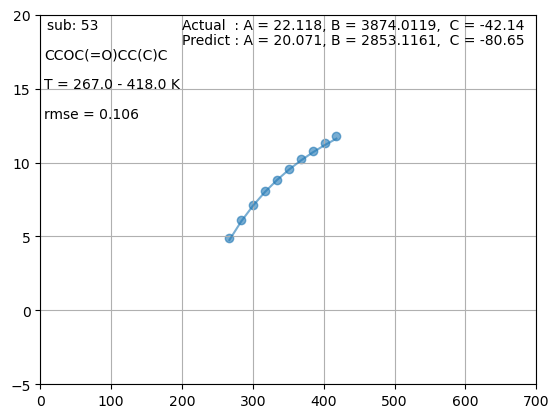 sub: 53
Actual  : A = 22.118, B = 3874.0119,  C = -42.14
Predict : A = 20.071, B = 2853.1161,  C = -80.65
CCOC(=O)CC(C)C
T = 267.0 - 418.0 K
rmse = 0.106
20
15
10
5
0
−5
0 100 200 300 400 500 600 700